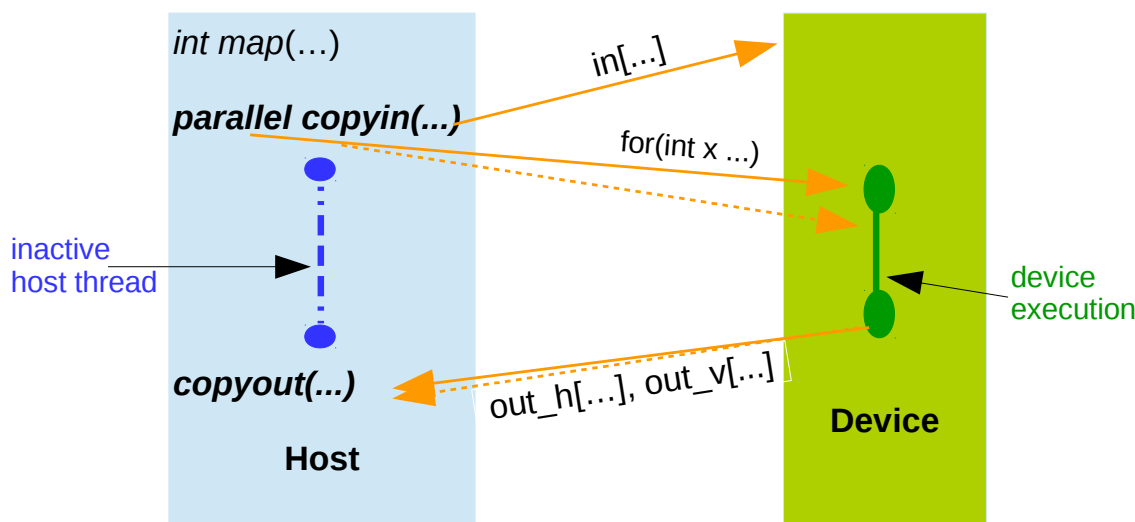 int map(…)
in[...]
parallel copyin(...)
for(int x ...)
inactive
host thread
device
execution
copyout(...)
out_h[…], out_v[...]
Device
Host